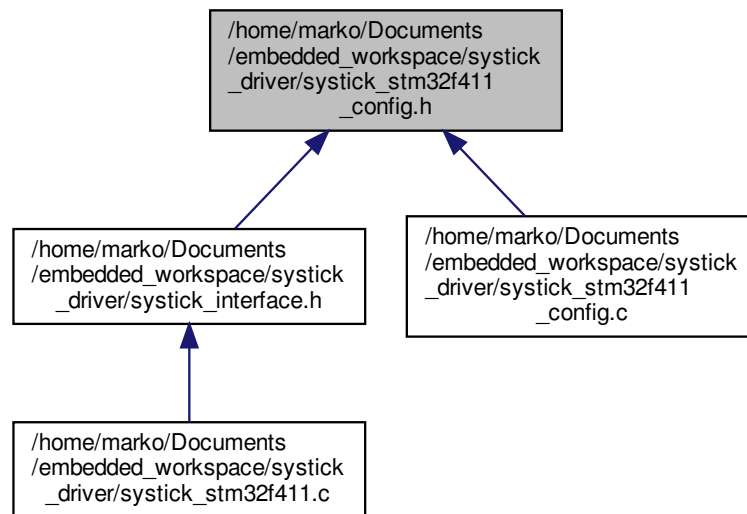 /home/marko/Documents
/embedded_workspace/systick
_driver/systick_stm32f411
_config.h
/home/marko/Documents
/embedded_workspace/systick
_driver/systick_interface.h
/home/marko/Documents
/embedded_workspace/systick
_driver/systick_stm32f411
_config.c
/home/marko/Documents
/embedded_workspace/systick
_driver/systick_stm32f411.c